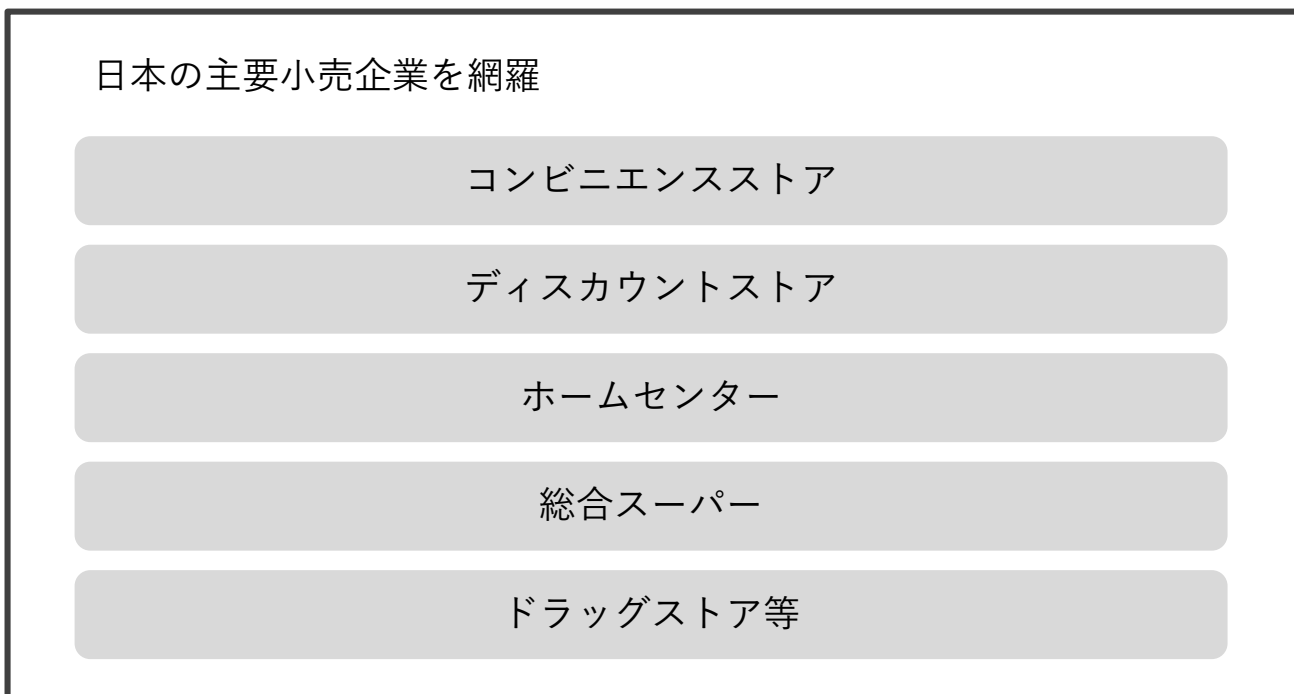 日本の主要小売企業を網羅
コンビニエンスストア
ディスカウントストア
ホームセンター
総合スーパー
ドラッグストア等